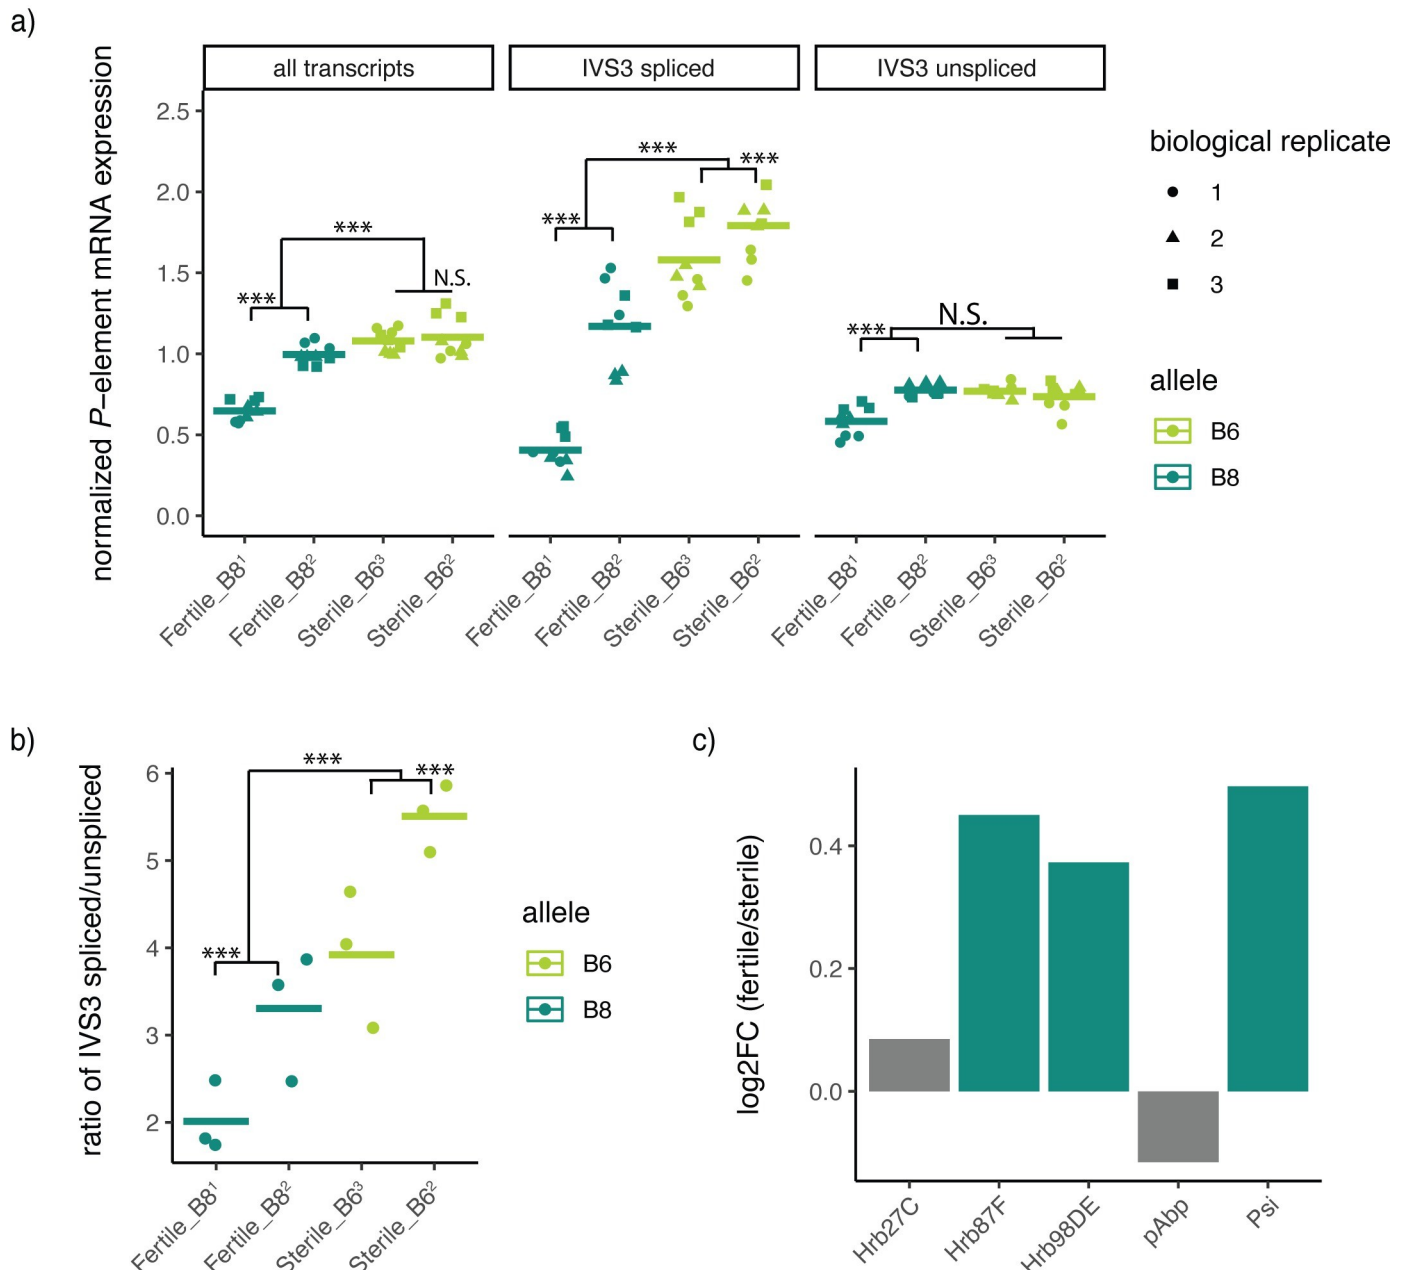 a)
normalized P−element mRNA expression
all transcripts
IVS3 spliced
IVS3 unspliced
2.5
2.0
1.5
1.0
0.5
0.0
***
***
N.S.
***
***
***
***
N.S.
Fertile_B8¹
Fertile_B8²
Sterile_B6³
Sterile_B6²
Fertile_B8¹
Fertile_B8²
Sterile_B6³
Sterile_B6²
Fertile_B8¹
Fertile_B8²
Sterile_B6³
Sterile_B6²
biological replicate
1
2
3
allele
B6
B8
b)
ratio of IVS3 spliced/unspliced
6
5
4
3
2
***
***
***
Fertile_B8¹
Fertile_B8²
Sterile_B6³
Sterile_B6²
allele
B6
B8
c)
log2FC (fertile/sterile)
0.4
0.2
0.0
Hrb27C
Hrb87F
Hrb98DE
pAbp
Psi